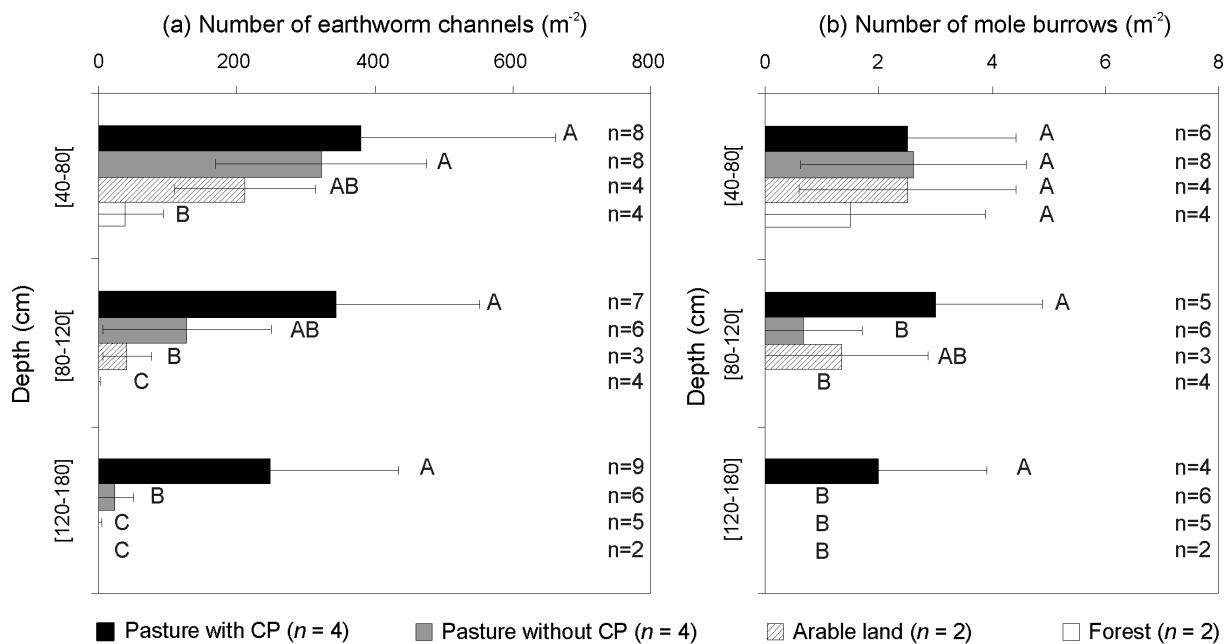 (a) Number of earthworm channels (m⁻²)
0 200 400 600 800
Depth (cm)
[40-80[
A n=8
A n=8
AB n=4
B n=4
[80-120[
A n=7
AB n=6
B n=3
C n=4
[120-180]
A n=9
B n=6
C n=5
C n=2
(b) Number of mole burrows (m⁻²)
0 2 4 6 8
Depth (cm)
[40-80[
A n=6
A n=8
A n=4
A n=4
[80-120[
A n=5
B n=6
AB n=3
B n=4
[120-180]
A n=4
B n=6
B n=5
B n=2
Pasture with CP (n = 4) Pasture without CP (n = 4) Arable land (n = 2) Forest (n = 2)